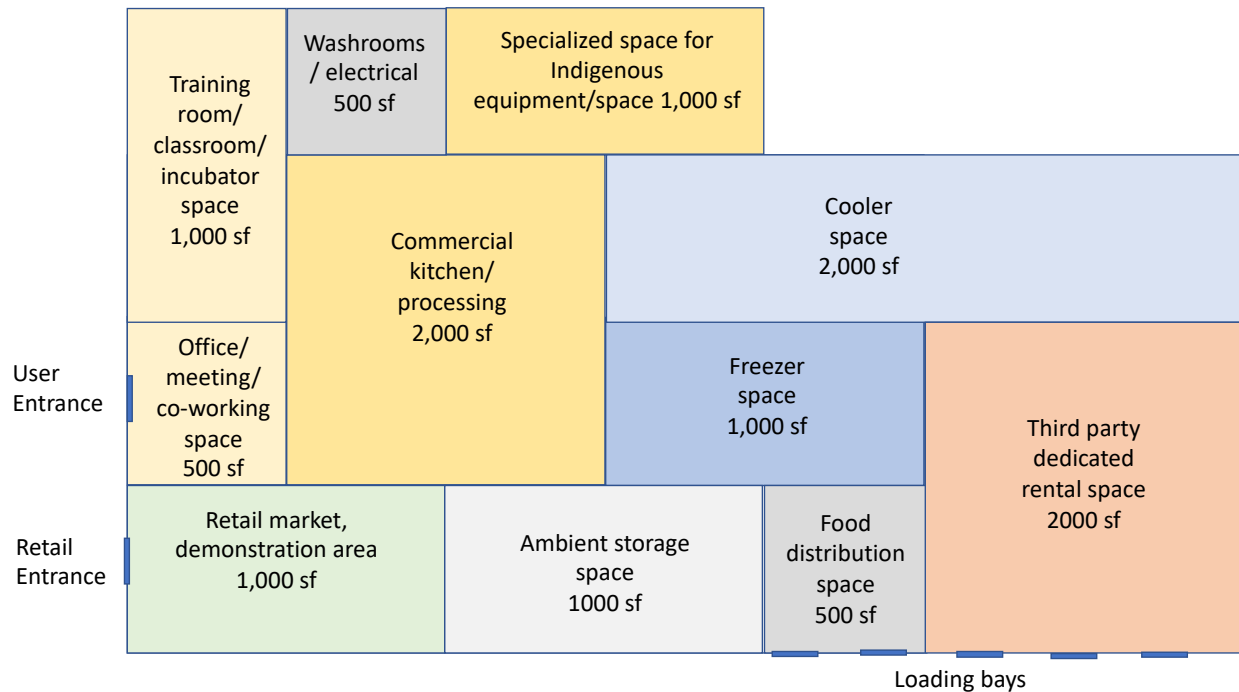 Training
room/
classroom/
incubator
space
1,000 sf
Washrooms
/ electrical
500 sf
Specialized space for
Indigenous
equipment/space 1,000 sf
Commercial
kitchen/
processing
2,000 sf
Cooler
space
2,000 sf
User
Entrance
Office/
meeting/
co-working
space
500 sf
Freezer
space
1,000 sf
Third party
dedicated
rental space
2000 sf
Retail
Entrance
Retail market,
demonstration area
1,000 sf
Ambient storage
space
1000 sf
Food
distribution
space
500 sf
Loading bays